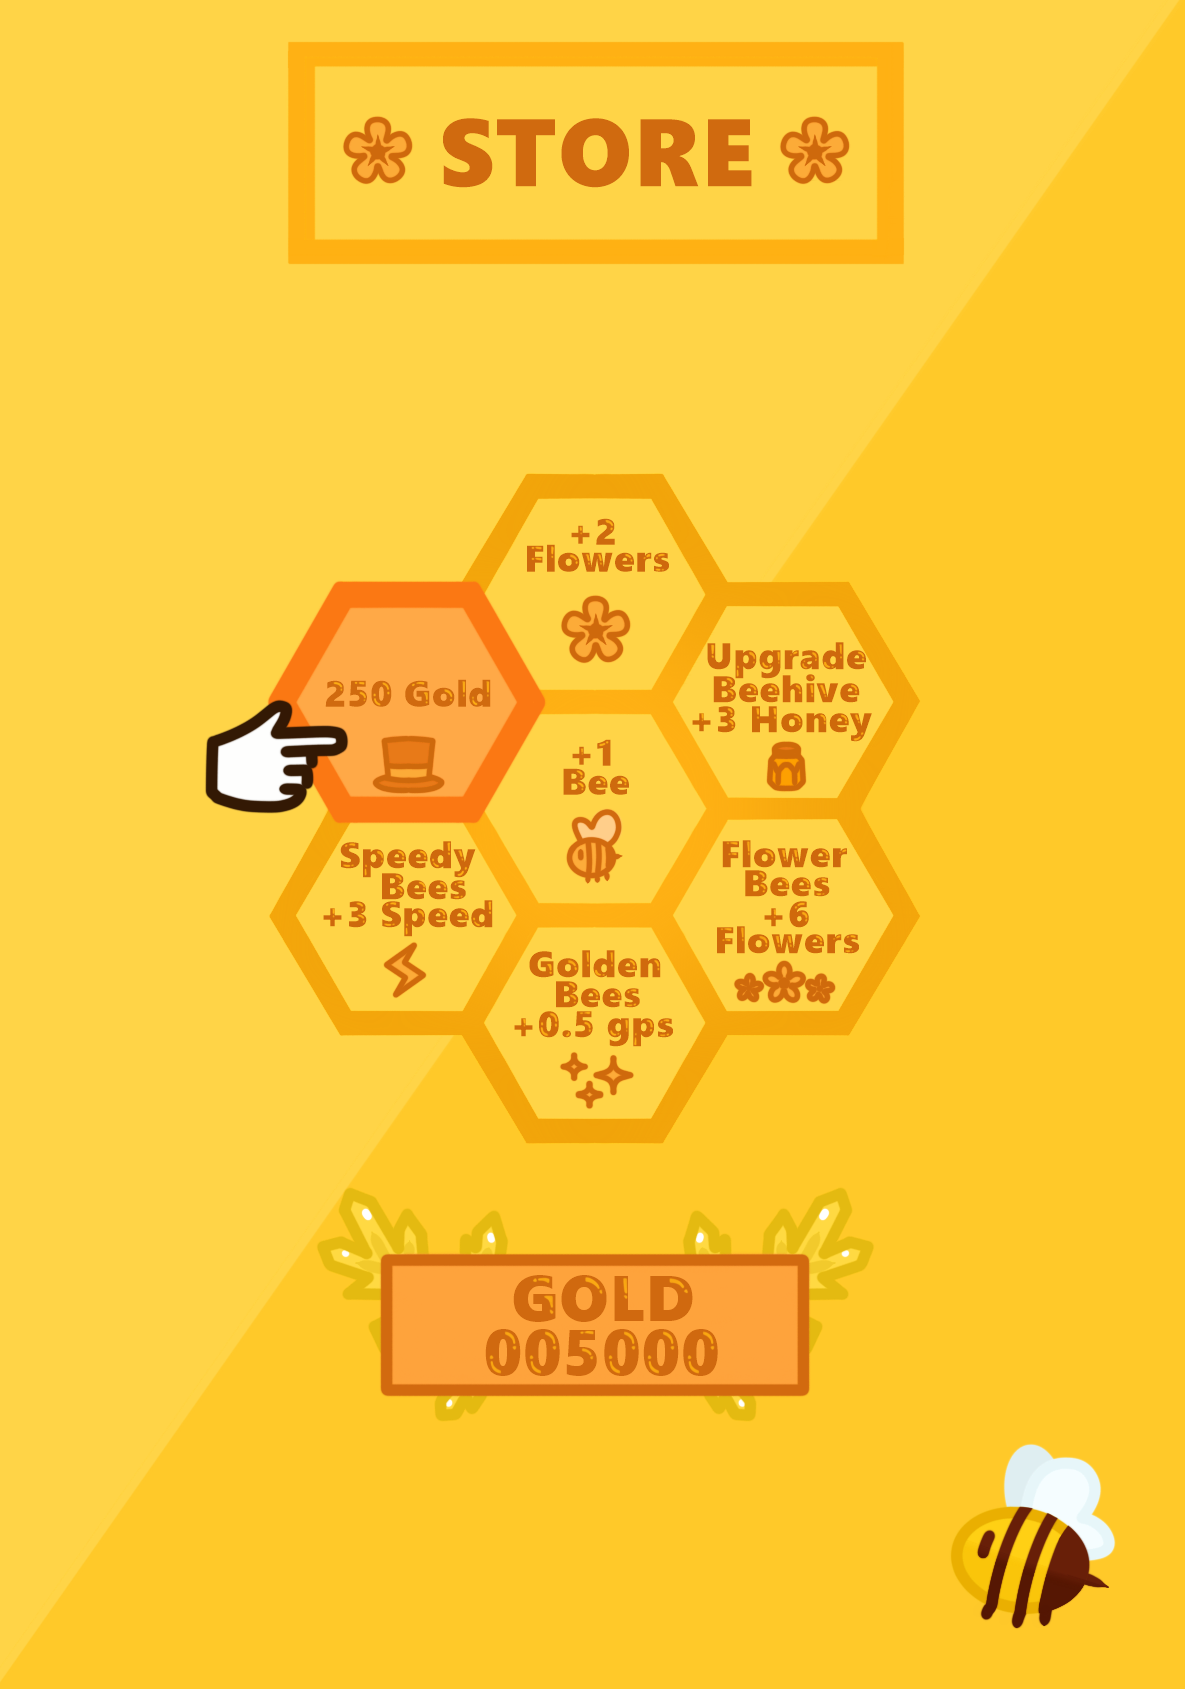 STORE
+2
Flowers
250 Gold
Upgrade
Beehive
+3 Honey
+1
Bee
Speedy
Bees
+3 Speed
Flower
Bees
+6
Flowers
Golden
Bees
+0.5 gps
GOLD
005000